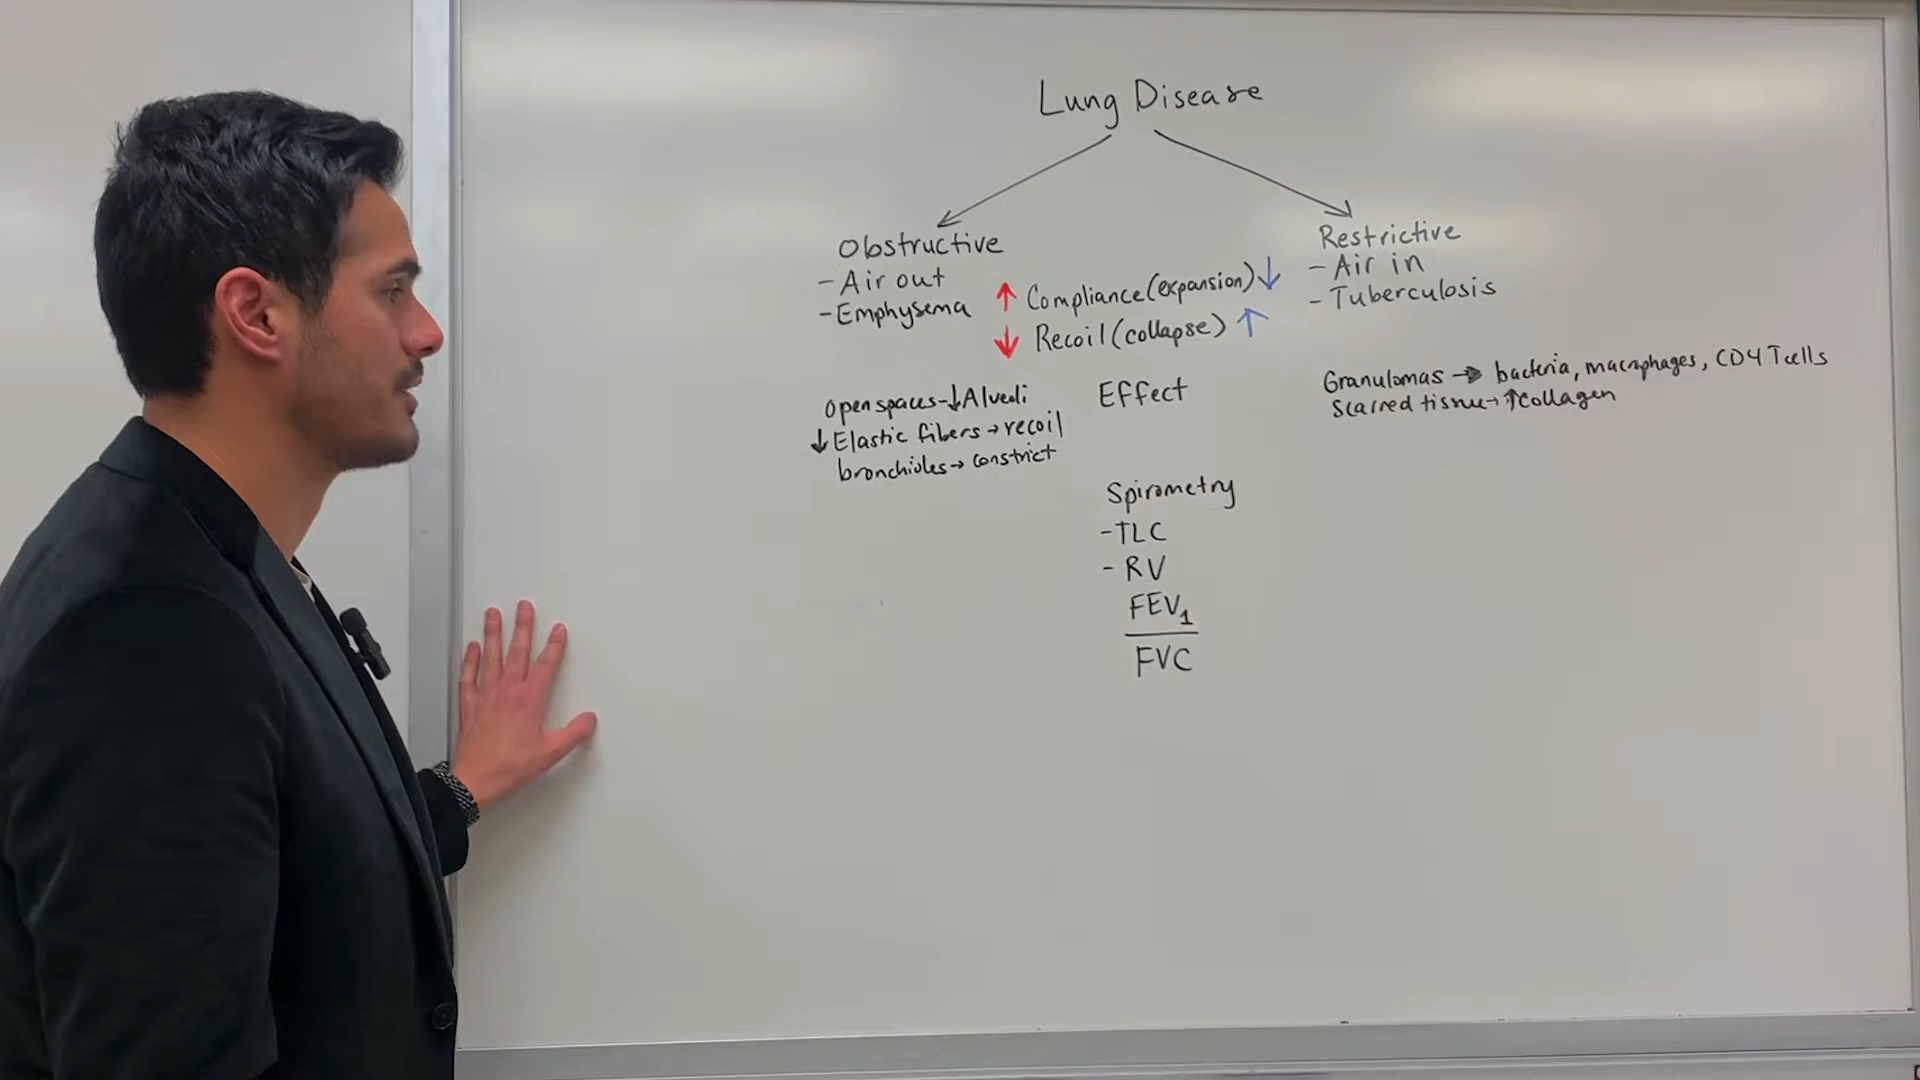 Lung Disease
Obstructive
- Air out
- Emphysema
↑ Compliance (expansion) ↓
↓ Recoil (collapse) ↑
Restrictive
- Air in
- Tuberculosis
Open spaces - ↓ Alveoli
↓ Elastic fibers → recoil
bronchioles → constrict
Effect
Granulomas → bacteria, macrophages, CD4 T cells
Scarred tissue → ↑ collagen
Spirometry
- TLC
- RV
FEV₁
FVC